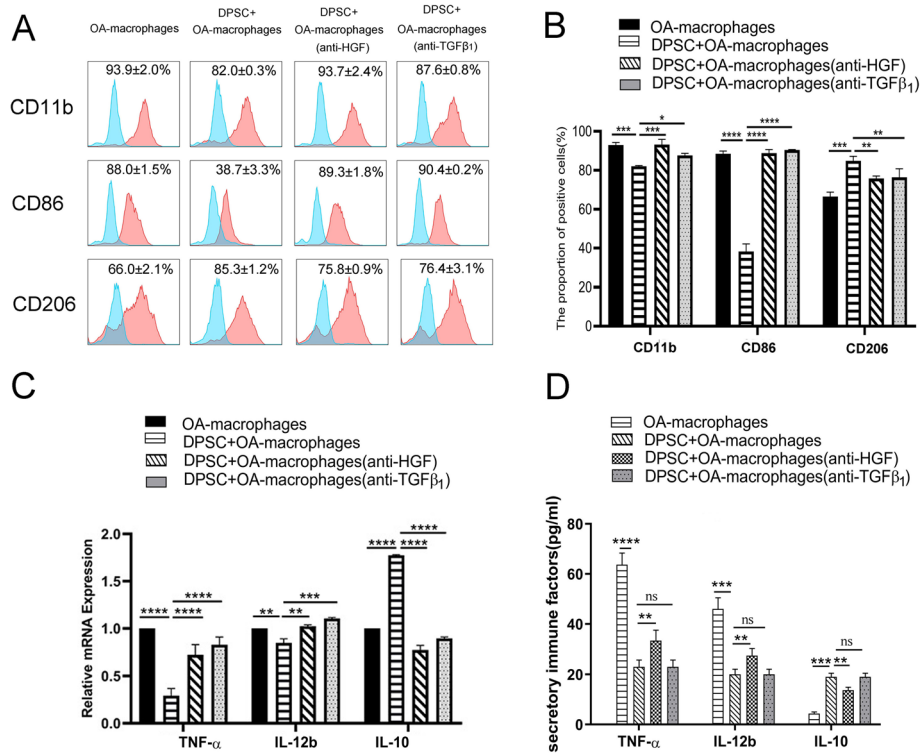 A
OA-macrophages
DPSC+
OA-macrophages
DPSC+
OA-macrophages
(anti-HGF)
DPSC+
OA-macrophages
(anti-TGFβ1)
CD11b
93.9±2.0%
82.0±0.3%
93.7±2.4%
87.6±0.8%
CD86
88.0±1.5%
38.7±3.3%
89.3±1.8%
90.4±0.2%
CD206
66.0±2.1%
85.3±1.2%
75.8±0.9%
76.4±3.1%
B
OA-macrophages
DPSC+OA-macrophages
DPSC+OA-macrophages(anti-HGF)
DPSC+OA-macrophages(anti-TGFβ1)
The proportion of positive cells(%)
100
80
60
40
20
0
*** *** *
**** **** ****
*** ** **
CD11b CD86 CD206
C
OA-macrophages
DPSC+OA-macrophages
DPSC+OA-macrophages(anti-HGF)
DPSC+OA-macrophages(anti-TGFβ1)
Relative mRNA Expression
2.0
1.5
1.0
0.5
0.0
**** **** ****
** ** ***
**** **** ****
TNF-α IL-12b IL-10
D
OA-macrophages
DPSC+OA-macrophages
DPSC+OA-macrophages(anti-HGF)
DPSC+OA-macrophages(anti-TGFβ1)
secretory immune factors(pg/ml)
80
60
40
20
0
**** ** ns
*** ** ns
*** ** ns
TNF-α IL-12b IL-10